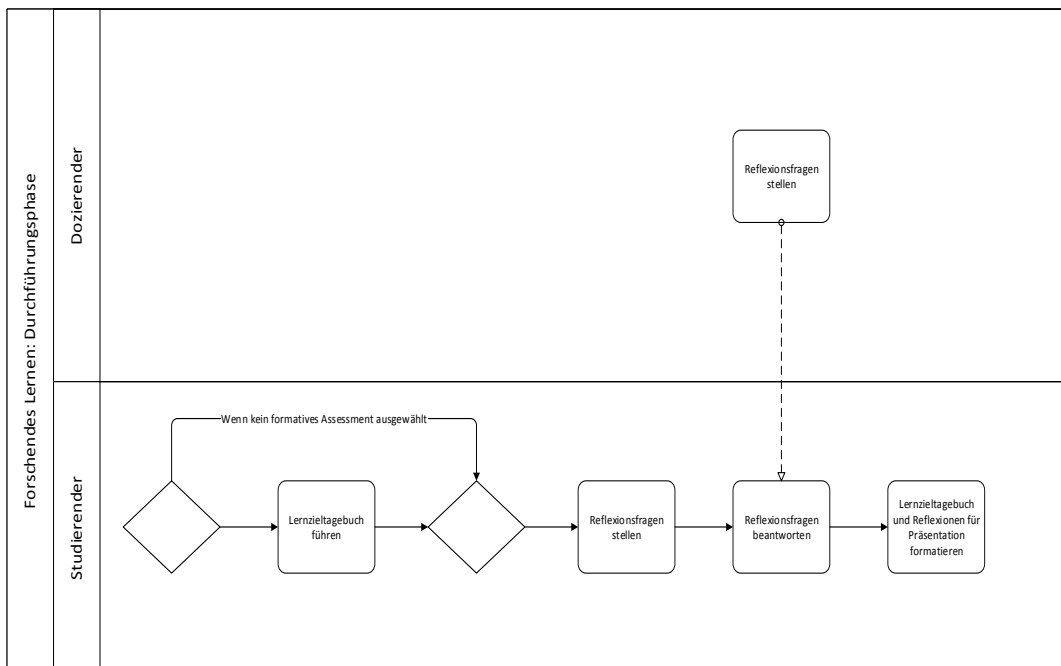 Forschendes Lernen: Durchführungsphase
Dozierender
Reflexionsfragen
stellen
Studierender
Wenn kein formatives Assessment ausgewählt
Lernzieltagebuch
führen
Reflexionsfragen
stellen
Reflexionsfragen
beantworten
Lernzieltagebuch
und Reflexionen für
Präsentation
formatieren